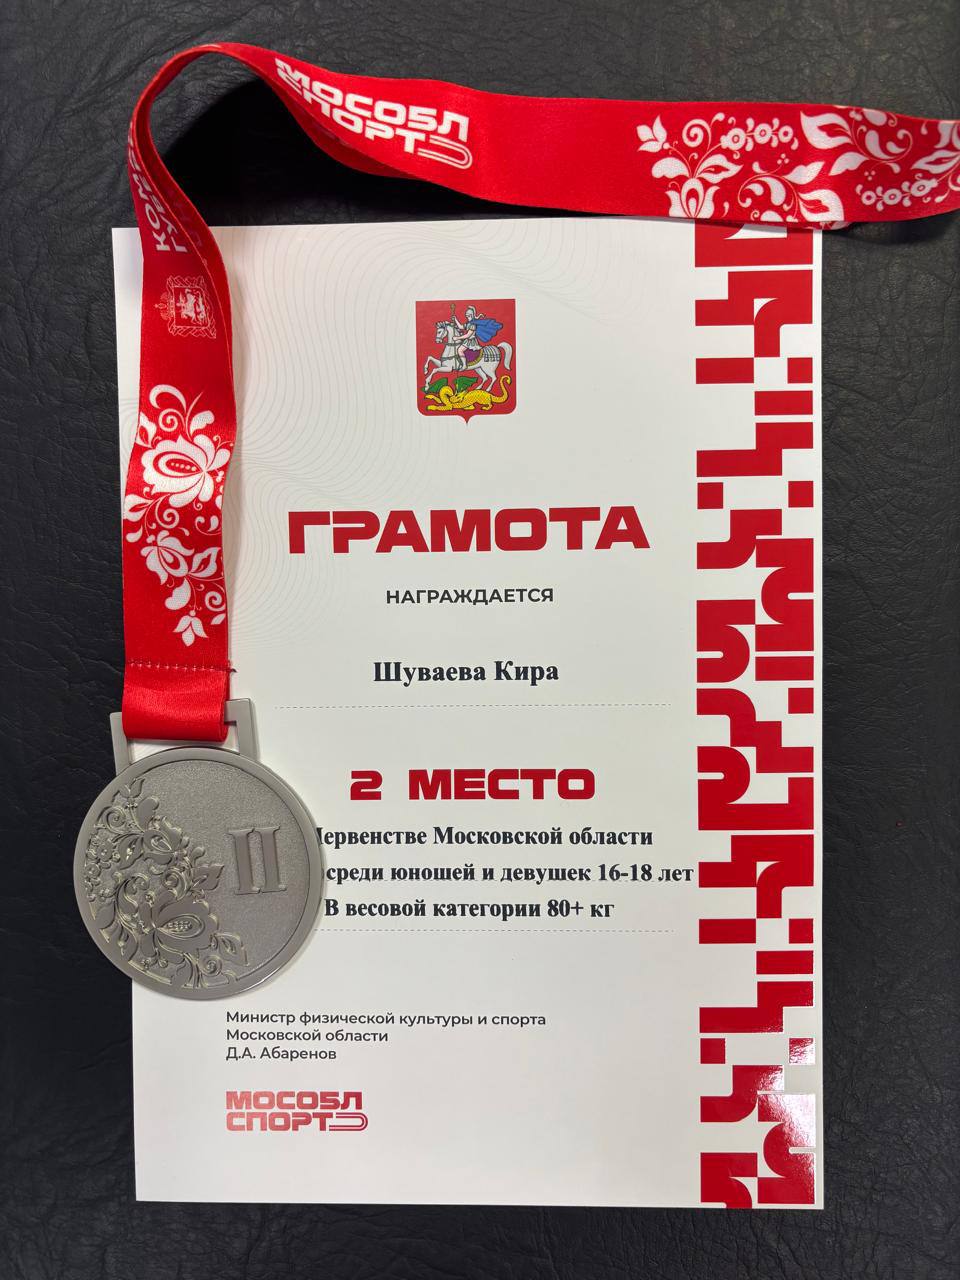 МОСОБЛ
СПОРТ
ГРАМОТА
НАГРАЖДАЕТСЯ
Шуваева Кира
2 МЕСТО
Первенстве Московской области
среди юношей и девушек 16-18 лет
В весовой категории 80+ кг
II
Министр физической культуры и спорта
Московской области
Д.А. Абаренов
МОСОБЛ
СПОРТ